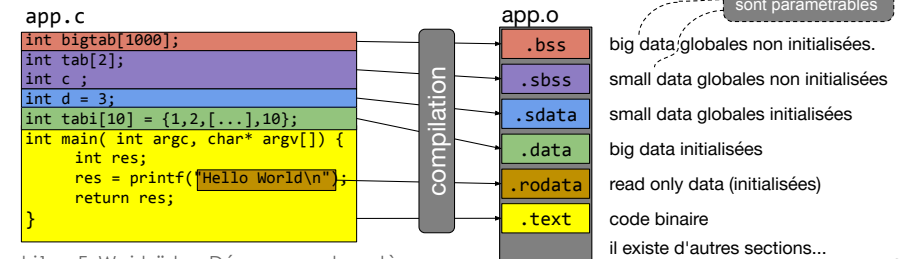 sont paramétrables
app.c
app.o
int bigtab[1000];
int tab[2];
int c ;
int d = 3;
int tabi[10] = {1,2,[...],10};
int main( int argc, char* argv[]) {
int res;
res = printf("Hello World\n");
return res;
}
compilation
.bss
big data globales non initialisées.
.sbss
small data globales non initialisées
.sdata
small data globales initialisées
.data
big data initialisées
.rodata
read only data (initialisées)
.text
code binaire
il existe d'autres sections...